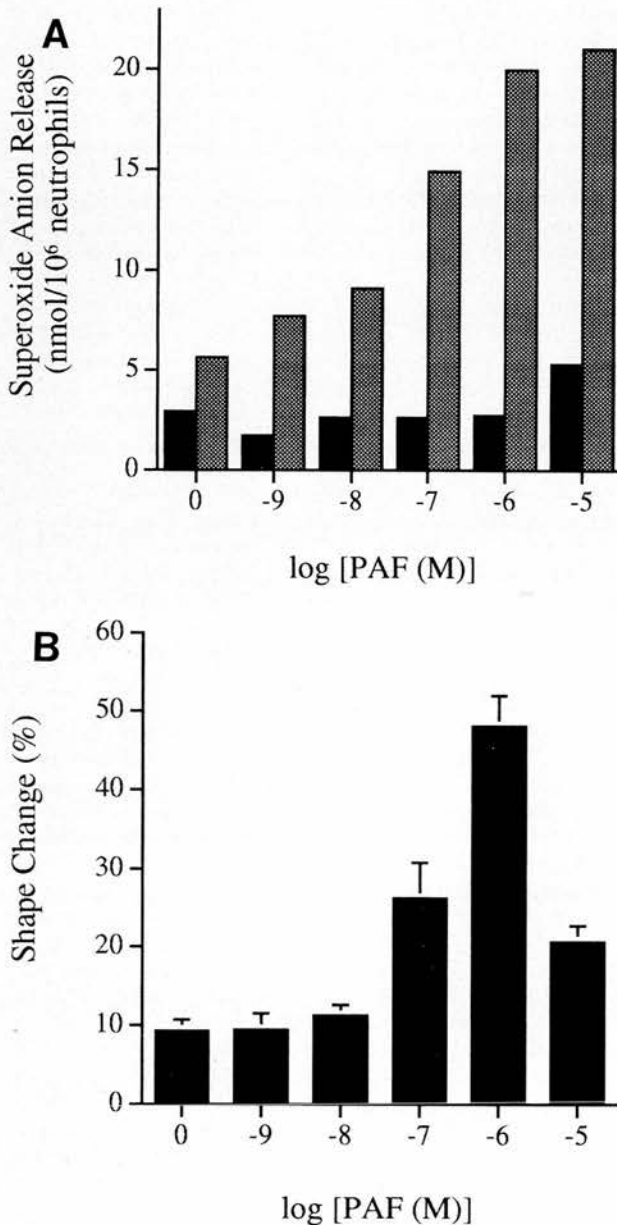 A
Superoxide Anion Release
(nmol/10⁶ neutrophils)
20
15
10
5
0
0 -9 -8 -7 -6 -5
log [PAF (M)]
B
Shape Change (%)
60
50
40
30
20
10
0
0 -9 -8 -7 -6 -5
log [PAF (M)]